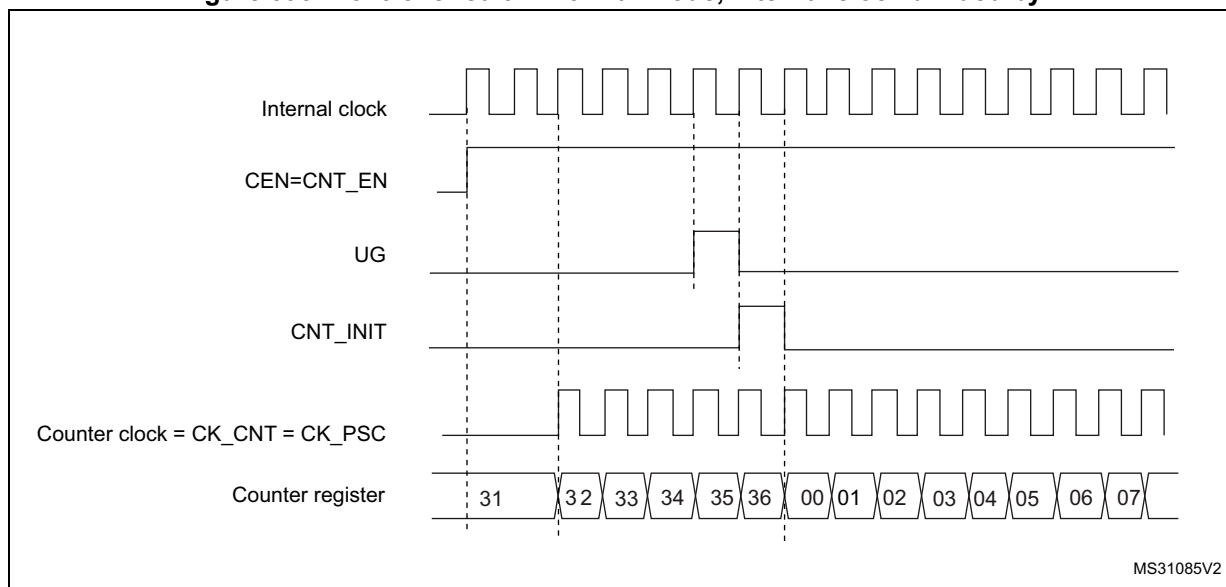 Internal clock
CEN=CNT_EN
UG
CNT_INIT
Counter clock = CK_CNT = CK_PSC
Counter register 31 32 33 34 35 36 00 01 02 03 04 05 06 07
MS31085V2